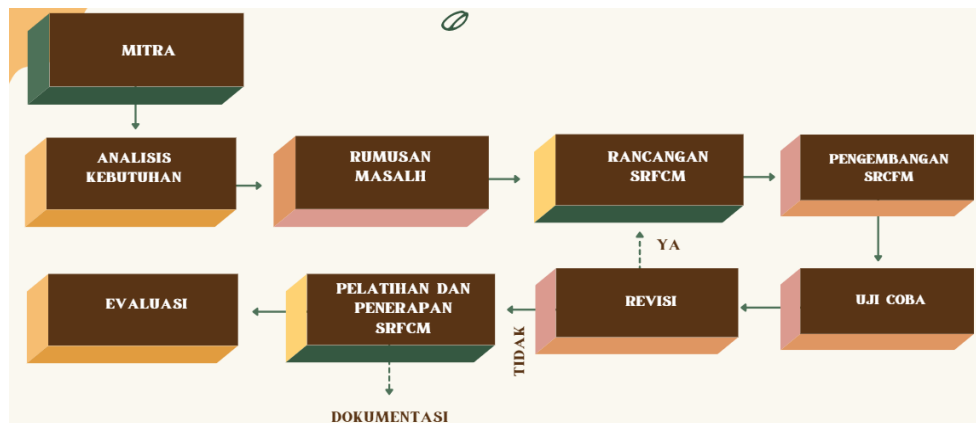 MITRA
ANALISIS
KEBUTUHAN
RUMUSAN
MASALH
RANCANGAN
SRFCM
PENGEMBANGAN
SRCFM
YA
EVALUASI
PELATIHAN DAN
PENERAPAN
SRFCM
TIDAK
REVISI
UJI COBA
DOKUMENTASI